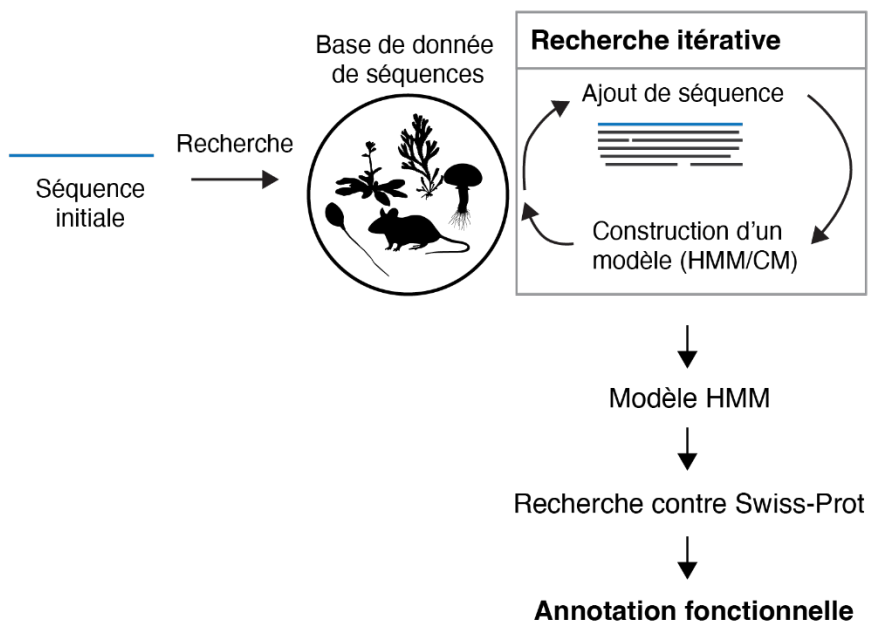 Séquence
initiale
Recherche
Base de donnée
de séquences
Recherche itérative
Ajout de séquence
Construction d'un
modèle (HMM/CM)
Modèle HMM
Recherche contre Swiss-Prot
Annotation fonctionnelle